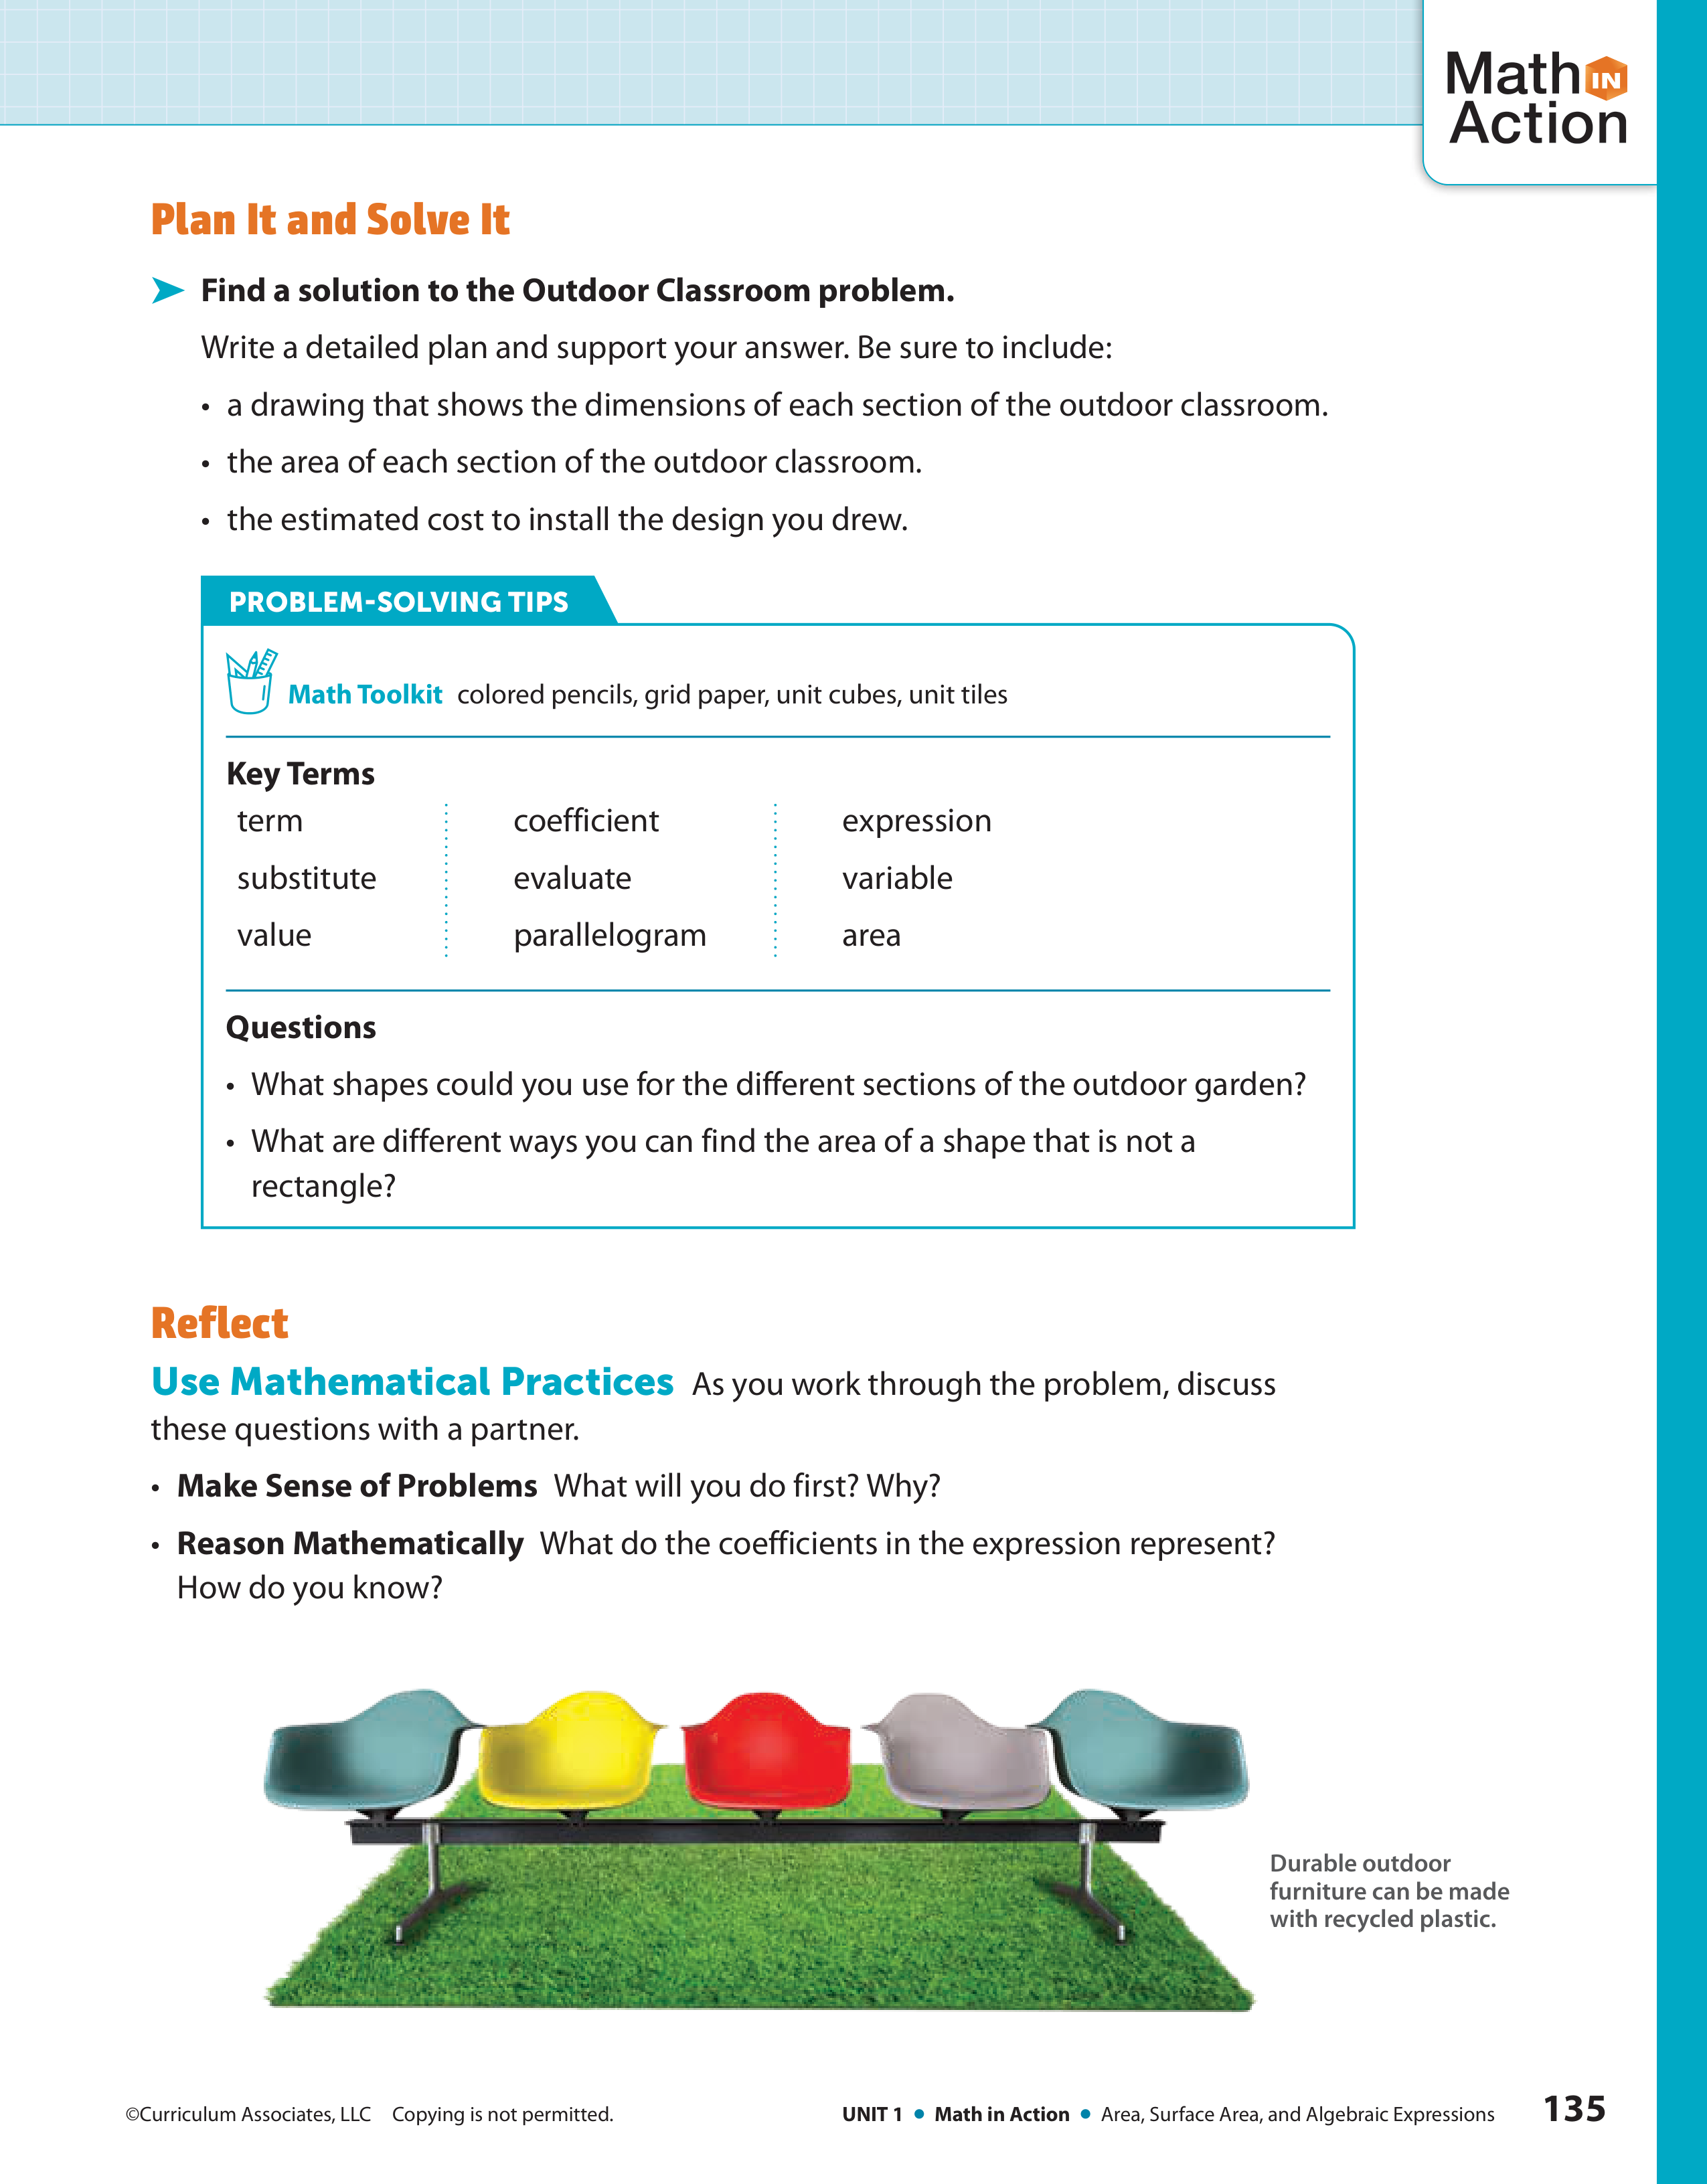 Math IN
Action
Plan It and Solve It
Find a solution to the Outdoor Classroom problem.
Write a detailed plan and support your answer. Be sure to include:
• a drawing that shows the dimensions of each section of the outdoor classroom.
• the area of each section of the outdoor classroom.
• the estimated cost to install the design you drew.
PROBLEM-SOLVING TIPS
Math Toolkit colored pencils, grid paper, unit cubes, unit tiles
Key Terms
term coefficient expression
substitute evaluate variable
value parallelogram area
Questions
• What shapes could you use for the different sections of the outdoor garden?
• What are different ways you can find the area of a shape that is not a
rectangle?
Reflect
Use Mathematical Practices As you work through the problem, discuss
these questions with a partner.
• Make Sense of Problems What will you do first? Why?
• Reason Mathematically What do the coefficients in the expression represent?
How do you know?
Durable outdoor
furniture can be made
with recycled plastic.
©Curriculum Associates, LLC Copying is not permitted. UNIT 1 • Math in Action • Area, Surface Area, and Algebraic Expressions 135